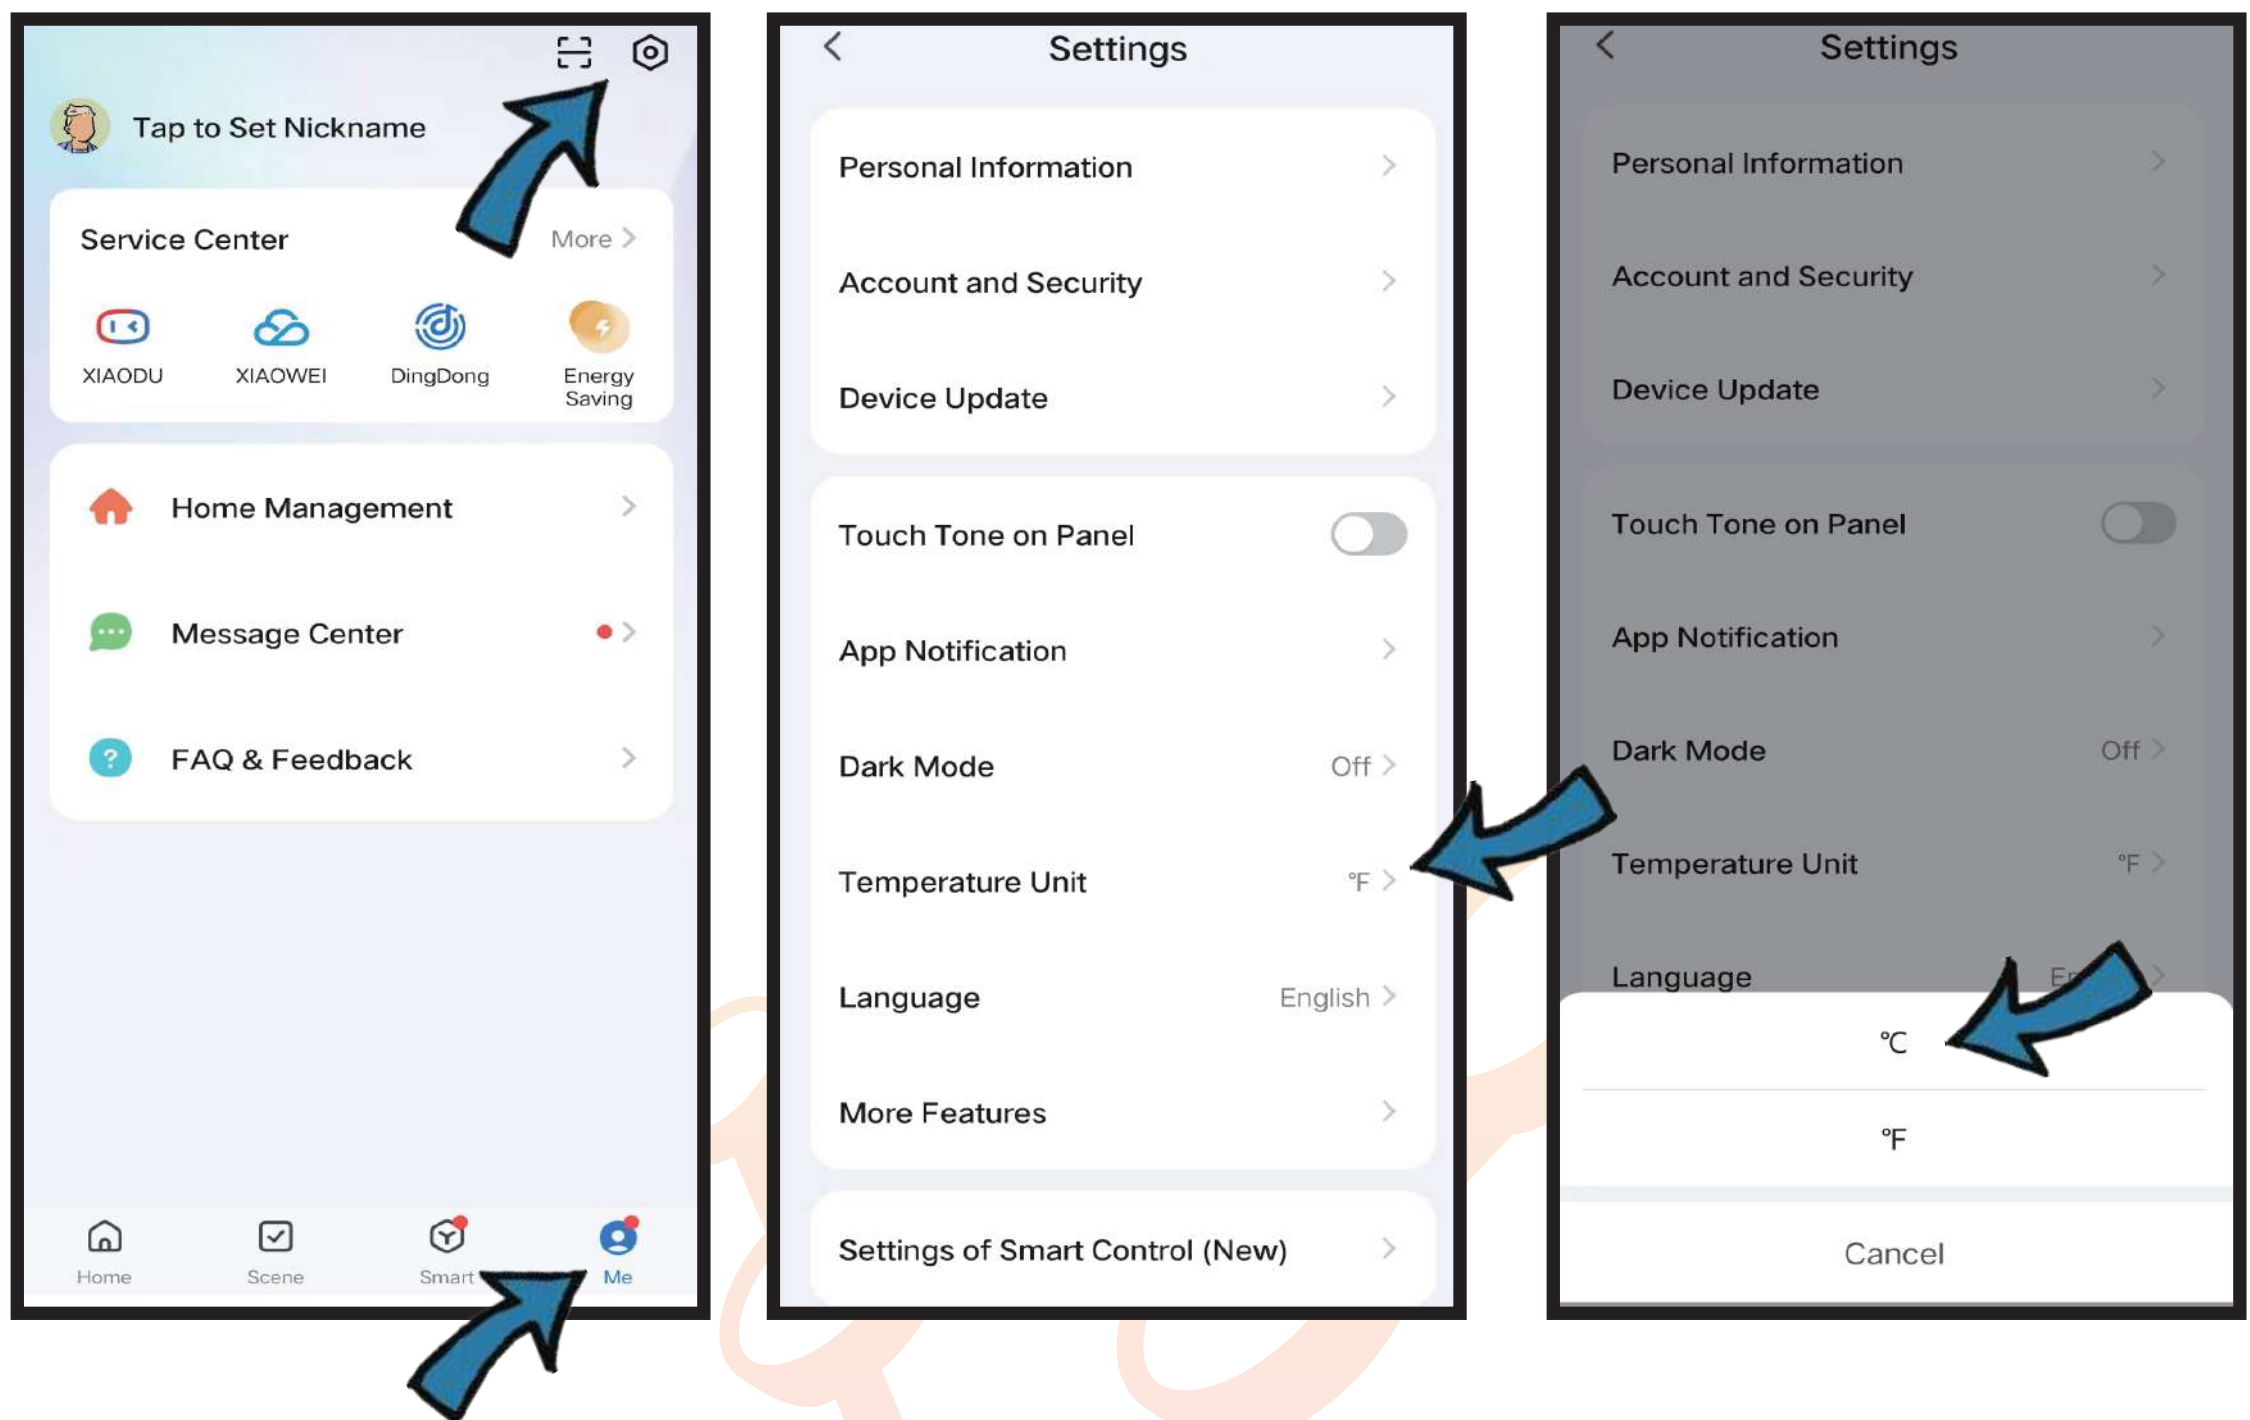 Tap to Set Nickname
Service Center
More
XIAODU
XIAOWEI
DingDong
Energy
Saving
Home Management
Message Center
FAQ & Feedback
Home
Scene
Smart
Me
Settings
Personal Information
Account and Security
Device Update
Touch Tone on Panel
App Notification
Dark Mode
Off
Temperature Unit
°F
Language
English
More Features
Settings of Smart Control (New)
Settings
Personal Information
Account and Security
Device Update
Touch Tone on Panel
App Notification
Dark Mode
Off
Temperature Unit
°F
Language
°C
°F
Cancel